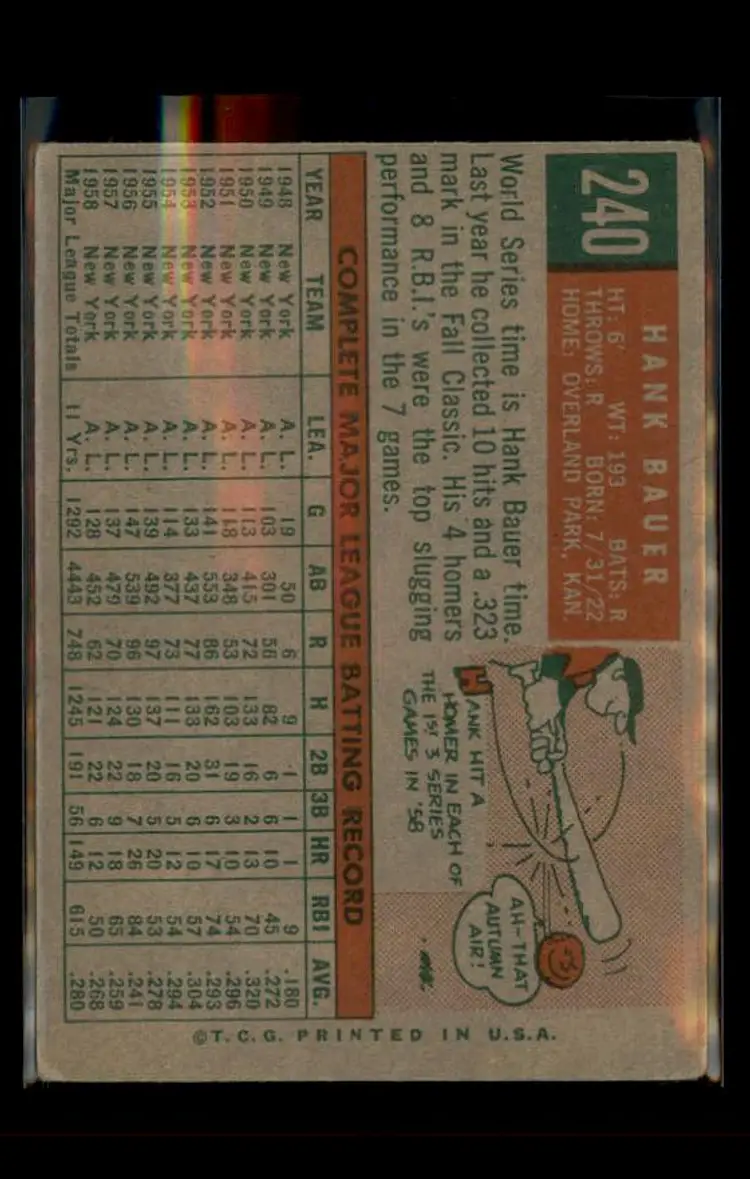 240
HANK BAUER
HT: 6' WT: 193 BATS: R
THROWS: R BORN: 7/31/22
HOME: OVERLAND PARK, KAN.
World Series time is Hank Bauer time.
Last year he collected 10 hits and a .323
mark in the Fall Classic. His 4 homers
and 8 R.B.I.'s were the top slugging
performance in the 7 games.
HANK HIT A
HOMER IN EACH OF
THE 1ST 3 SERIES
GAMES IN '58
AH-THAT
AUTUMN
AIR!
COMPLETE MAJOR LEAGUE BATTING RECORD
YEAR TEAM LEA. G AB R H 2B 3B HR RBI AVG.
1948 New York A. L. 19 50 6 9 1 1 1 9 .180
1949 New York A. L. 103 301 56 82 6 6 10 45 .272
1950 New York A. L. 113 415 72 133 16 2 13 70 .320
1951 New York A. L. 118 348 53 103 19 3 10 54 .296
1952 New York A. L. 141 553 86 162 31 6 17 74 .293
1953 New York A. L. 133 437 77 133 20 6 10 57 .304
1954 New York A. L. 114 377 73 111 16 5 12 54 .294
1955 New York A. L. 139 492 97 137 20 5 20 53 .278
1956 New York A. L. 147 539 96 130 18 7 26 84 .241
1957 New York A. L. 137 479 70 124 22 9 18 65 .259
1958 New York A. L. 128 452 62 121 22 6 12 50 .268
Major League Totals 11 Yrs. 1292 4443 748 1245 191 56 149 615 .280
©T.C.G. PRINTED IN U.S.A.